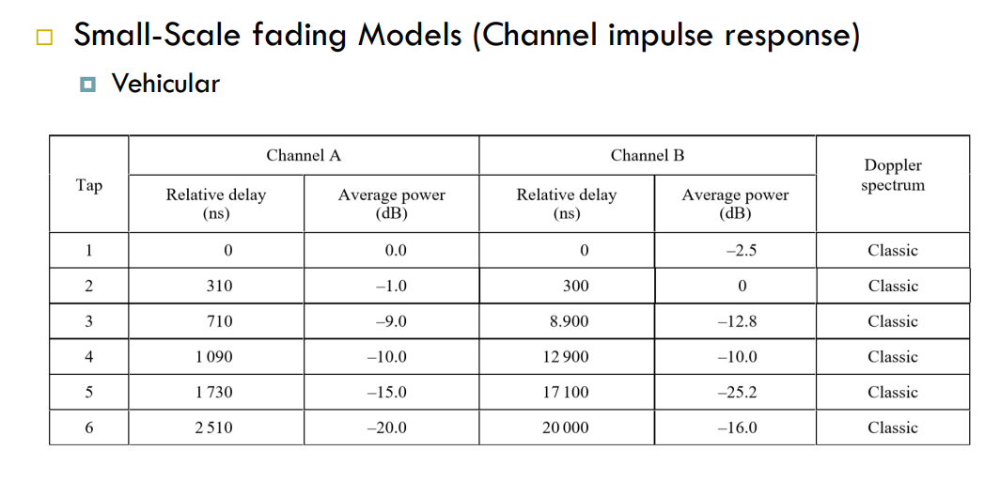 Small-Scale fading Models (Channel impulse response)
Vehicular
Tap Channel A Channel B Doppler spectrum
Relative delay (ns) Average power (dB) Relative delay (ns) Average power (dB)
1 0 0.0 0 –2.5 Classic
2 310 –1.0 300 0 Classic
3 710 –9.0 8.900 –12.8 Classic
4 1 090 –10.0 12 900 –10.0 Classic
5 1 730 –15.0 17 100 –25.2 Classic
6 2 510 –20.0 20 000 –16.0 Classic